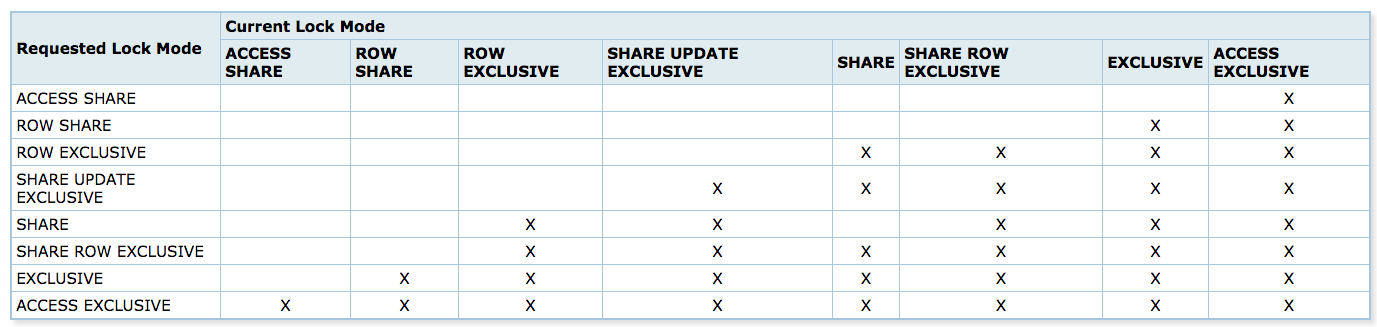 Requested Lock Mode
Current Lock Mode
ACCESS
SHARE
ROW
SHARE
ROW
EXCLUSIVE
SHARE UPDATE
EXCLUSIVE
SHARE
SHARE ROW
EXCLUSIVE
EXCLUSIVE
ACCESS
EXCLUSIVE
ACCESS SHARE X
ROW SHARE X X
ROW EXCLUSIVE X X X X
SHARE UPDATE
EXCLUSIVE X X X X X
SHARE X X X X X
SHARE ROW EXCLUSIVE X X X X X X
EXCLUSIVE X X X X X X X
ACCESS EXCLUSIVE X X X X X X X X